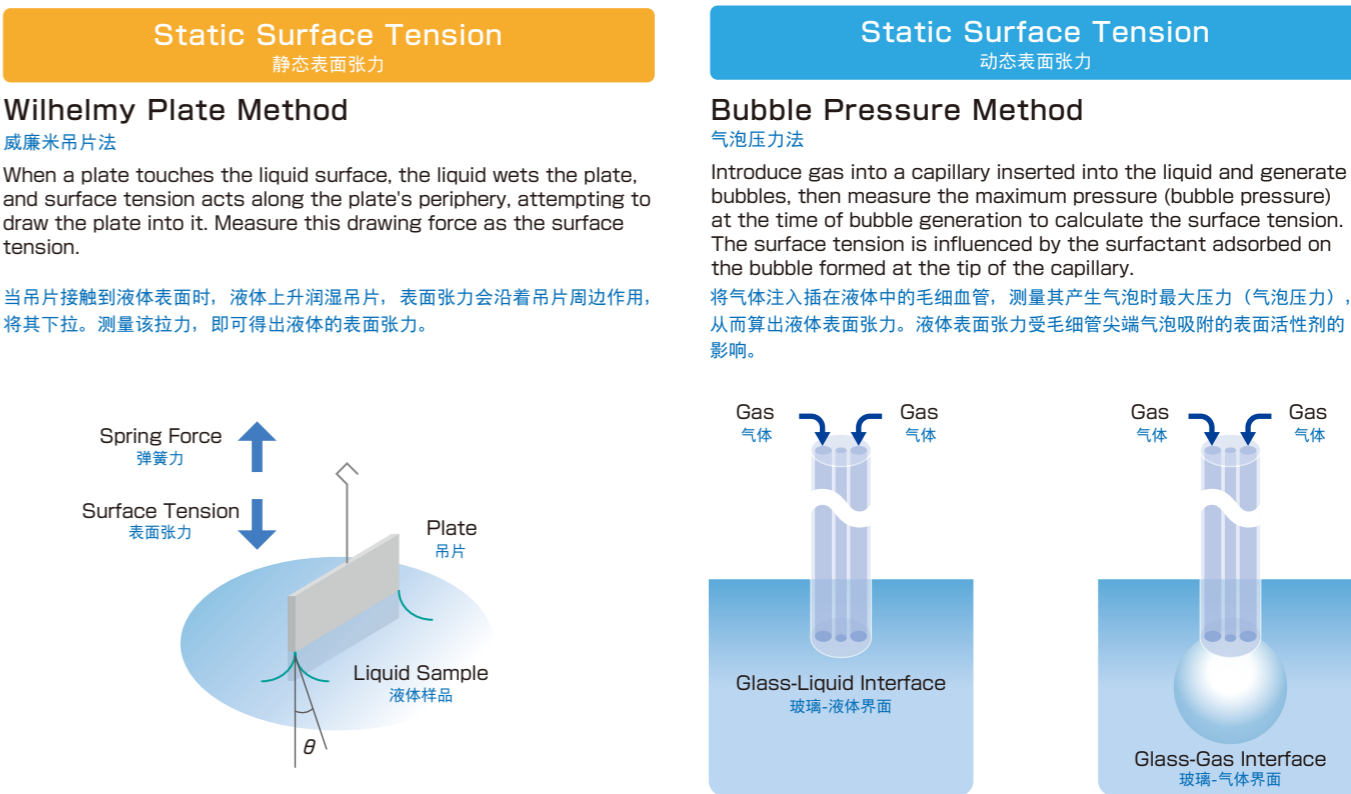 Static Surface Tension
静态表面张力
Wilhelmy Plate Method
威廉米吊片法
When a plate touches the liquid surface, the liquid wets the plate,
and surface tension acts along the plate's periphery, attempting to
draw the plate into it. Measure this drawing force as the surface
tension.
当吊片接触到液体表面时，液体上升润湿吊片，表面张力会沿着吊片周边作用，
将其下拉。测量该拉力，即可得出液体的表面张力。
Spring Force
弹簧力
Surface Tension
表面张力
Plate
吊片
Liquid Sample
液体样品
θ
Static Surface Tension
动态表面张力
Bubble Pressure Method
气泡压力法
Introduce gas into a capillary inserted into the liquid and generate
bubbles, then measure the maximum pressure (bubble pressure)
at the time of bubble generation to calculate the surface tension.
The surface tension is influenced by the surfactant adsorbed on
the bubble formed at the tip of the capillary.
将气体注入插在液体中的毛细血管，测量其产生气泡时最大压力（气泡压力），
从而算出液体表面张力。液体表面张力受毛细管尖端气泡吸附的表面活性剂的
影响。
Gas
气体
Gas
气体
Glass-Liquid Interface
玻璃-液体界面
Gas
气体
Gas
气体
Glass-Gas Interface
玻璃-气体界面